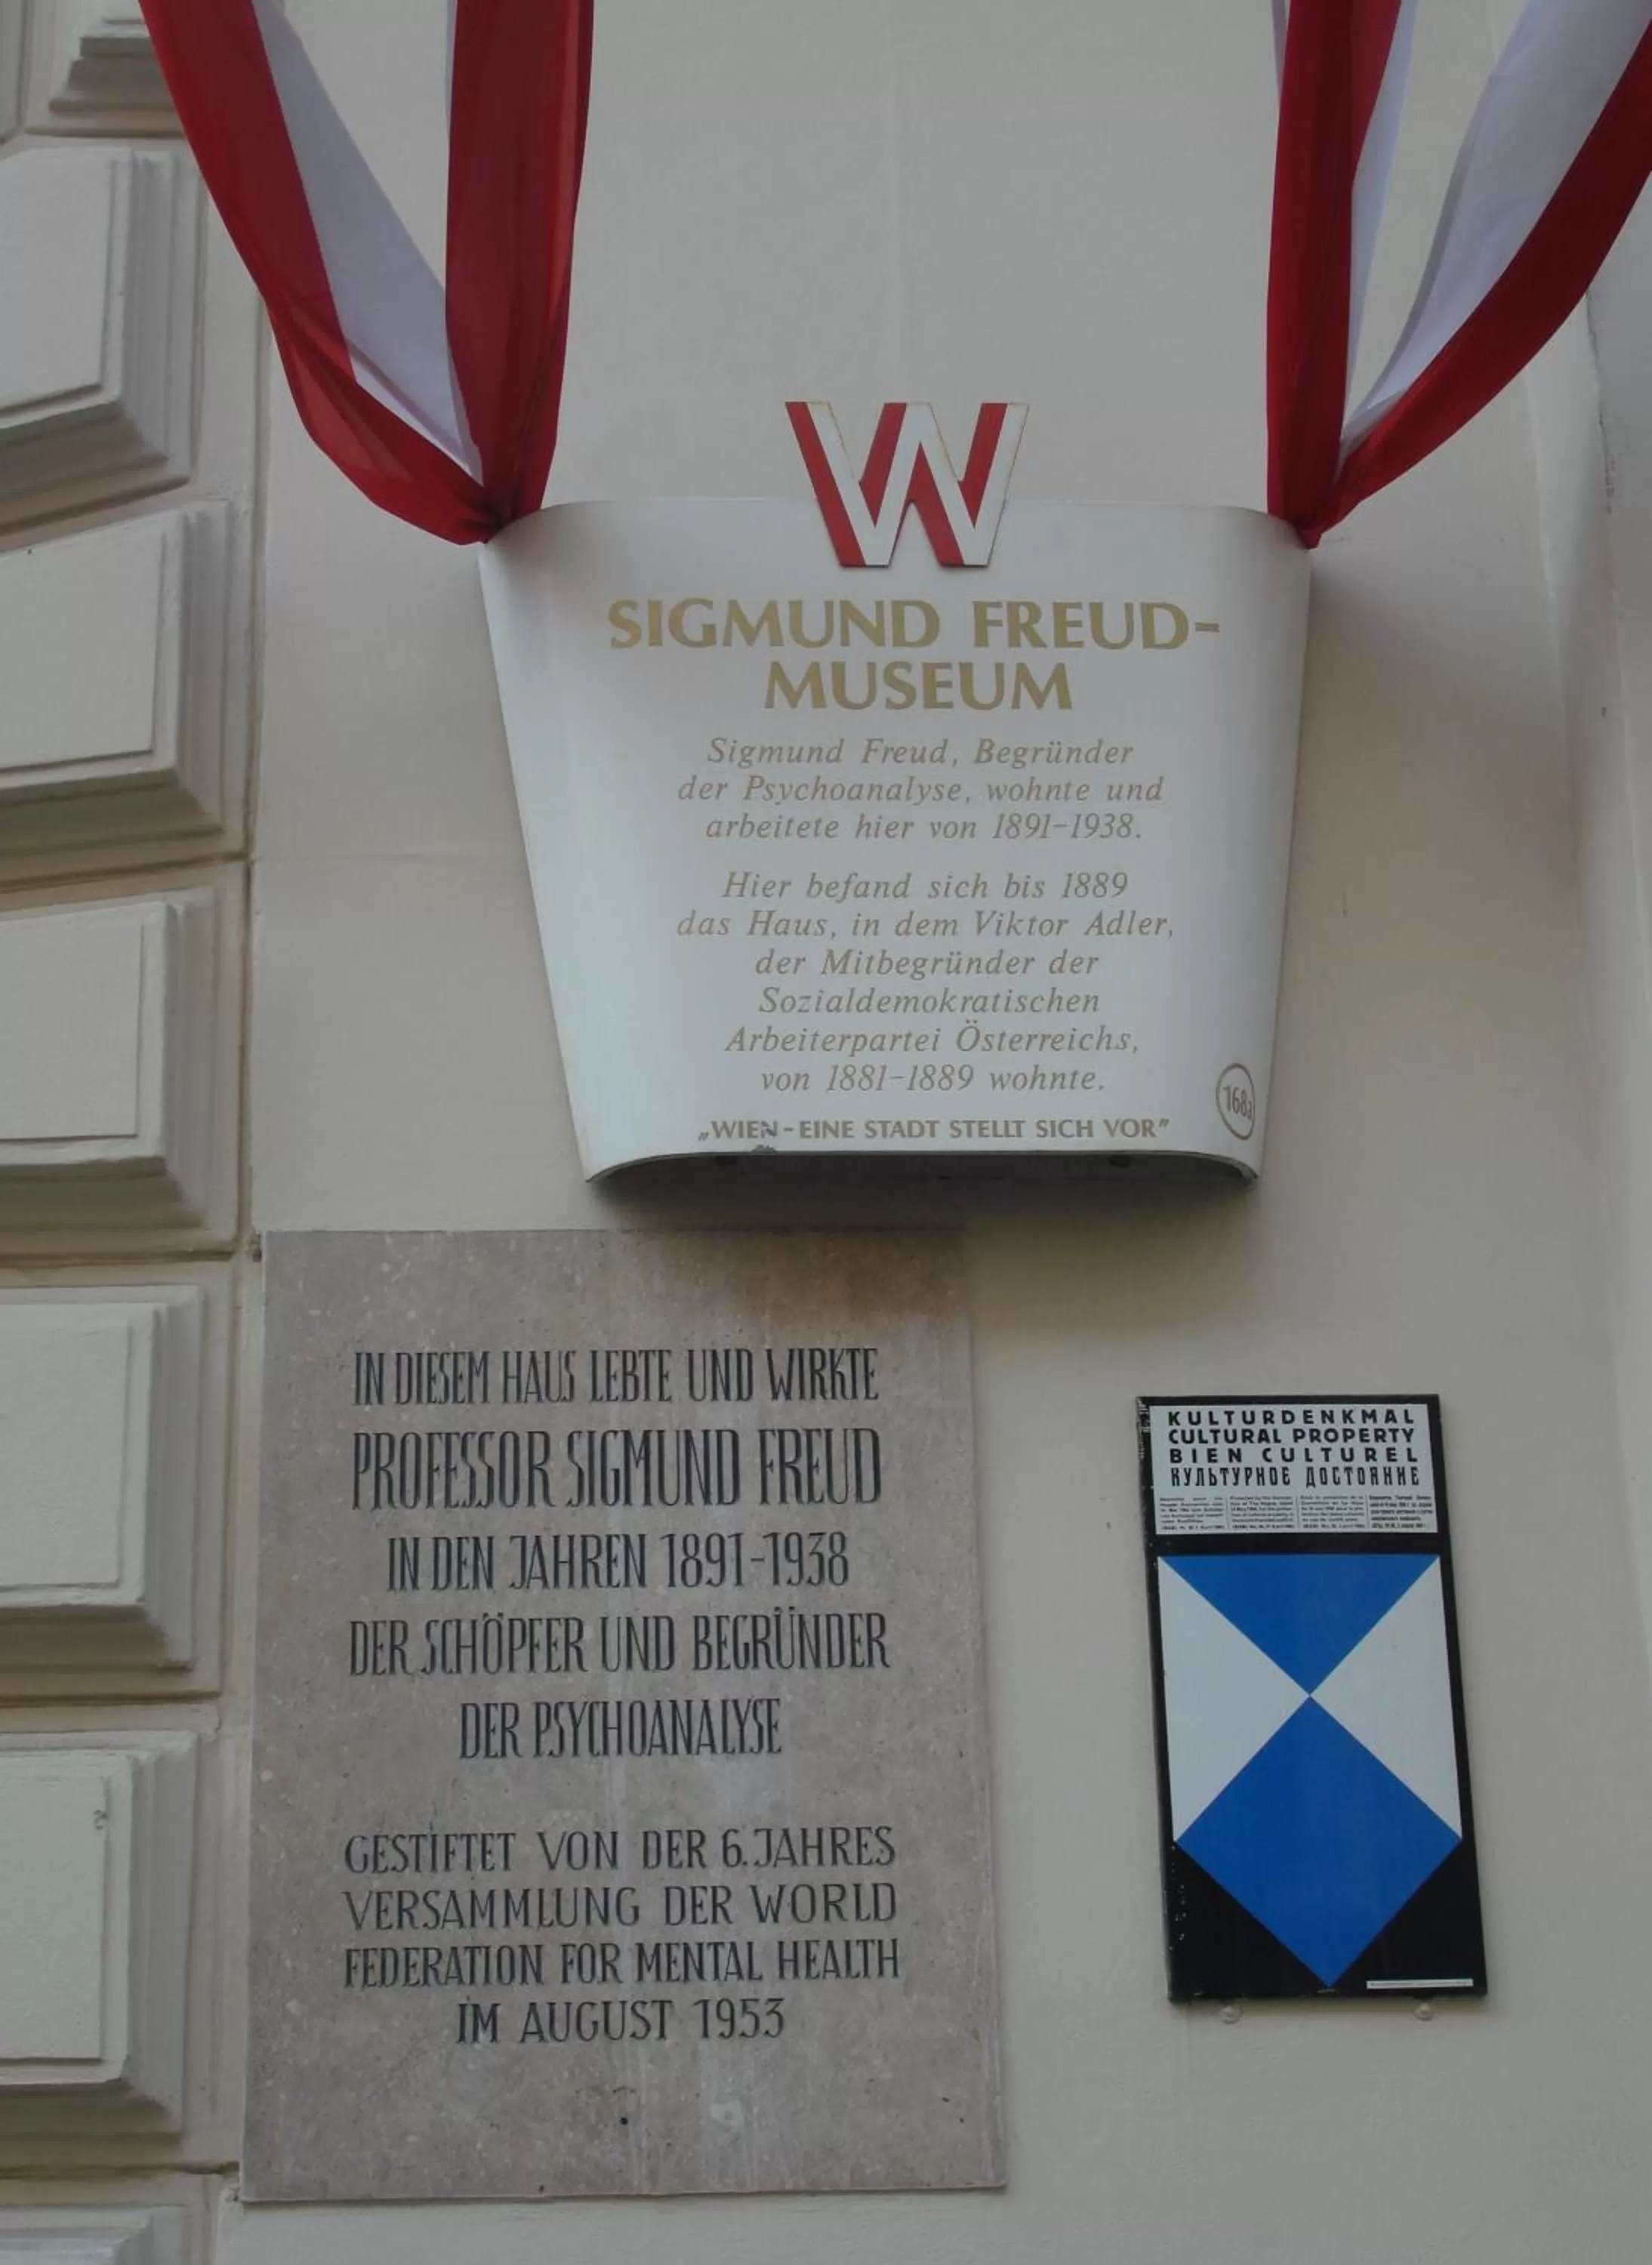 W
SIGMUND FREUD-
MUSEUM
Sigmund Freud, Begründer
der Psychoanalyse, wohnte und
arbeitete hier von 1891-1938.
Hier befand sich bis 1889
das Haus, in dem Viktor Adler,
der Mitbegründer der
Sozialdemokratischen
Arbeiterpartei Österreichs,
von 1881-1889 wohnte.
„WIEN - EINE STADT STELLT SICH VOR"
168a
IN DIESEM HAUS LEBTE UND WIRKTE
PROFESSOR SIGMUND FREUD
IN DEN JAHREN 1891-1938
DER SCHÖPFER UND BEGRÜNDER
DER PSYCHOANALYSE
GESTIFTET VON DER 6. JAHRES
VERSAMMLUNG DER WORLD
FEDERATION FOR MENTAL HEALTH
IM AUGUST 1953
KULTURDENKMAL
CULTURAL PROPERTY
BIEN CULTUREL
КУЛЬТУРНОЕ ДОСТОЯНИЕ